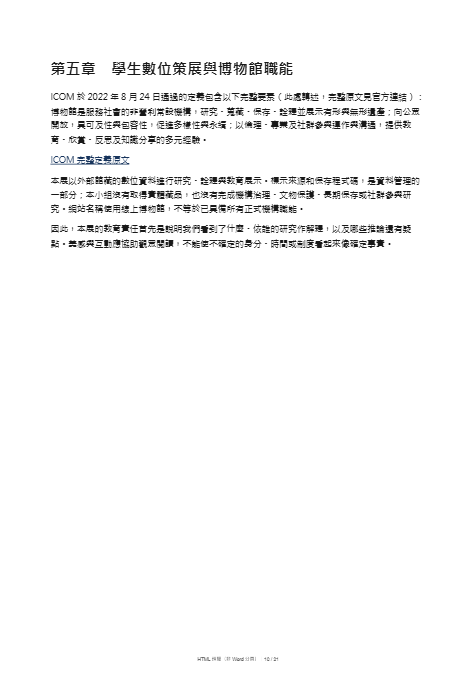 第五章　學生數位策展與博物館職能
ICOM 於 2022 年 8 月 24 日通過的定義包含以下完整要素（此處轉述，完整原文見官方連結）：
博物館是服務社會的非營利常設機構，研究、蒐藏、保存、詮釋並展示有形與無形遺產；向公眾
開放，具可及性與包容性，促進多樣性與永續；以倫理、專業及社群參與運作與溝通，提供教
育、欣賞、反思及知識分享的多元經驗。
ICOM 完整定義原文
本展以外部館藏的數位資料進行研究、詮釋與教育展示。標示來源和保存程式碼，是資料管理的
一部分；本小組沒有取得實體藏品，也沒有完成機構治理、文物保護、長期保存或社群參與研
究。網站名稱使用線上博物館，不等於已具備所有正式機構職能。
因此，本展的教育責任首先是說明我們看到了什麼、依誰的研究作解釋，以及哪些推論還有疑
點。美感與互動應協助觀眾閱讀，不能使不確定的身分、時間或制度看起來像確定事實。